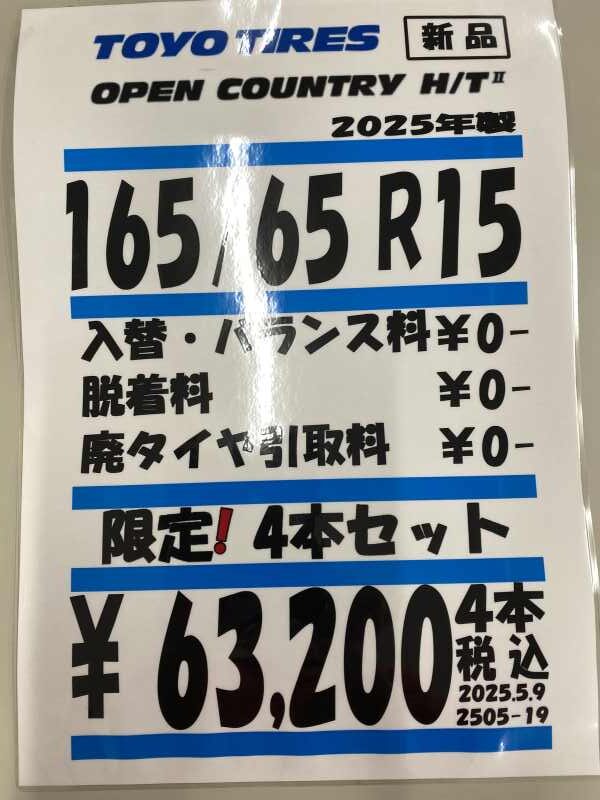 TOYO TIRES 新品
OPEN COUNTRY H/T II
2025年製
165/65 R15
入替・バランス料 ¥0-
脱着料 ¥0-
廃タイヤ引取料 ¥0-
限定! 4本セット
¥63,200 4本
税込
2025.5.9
2505-19